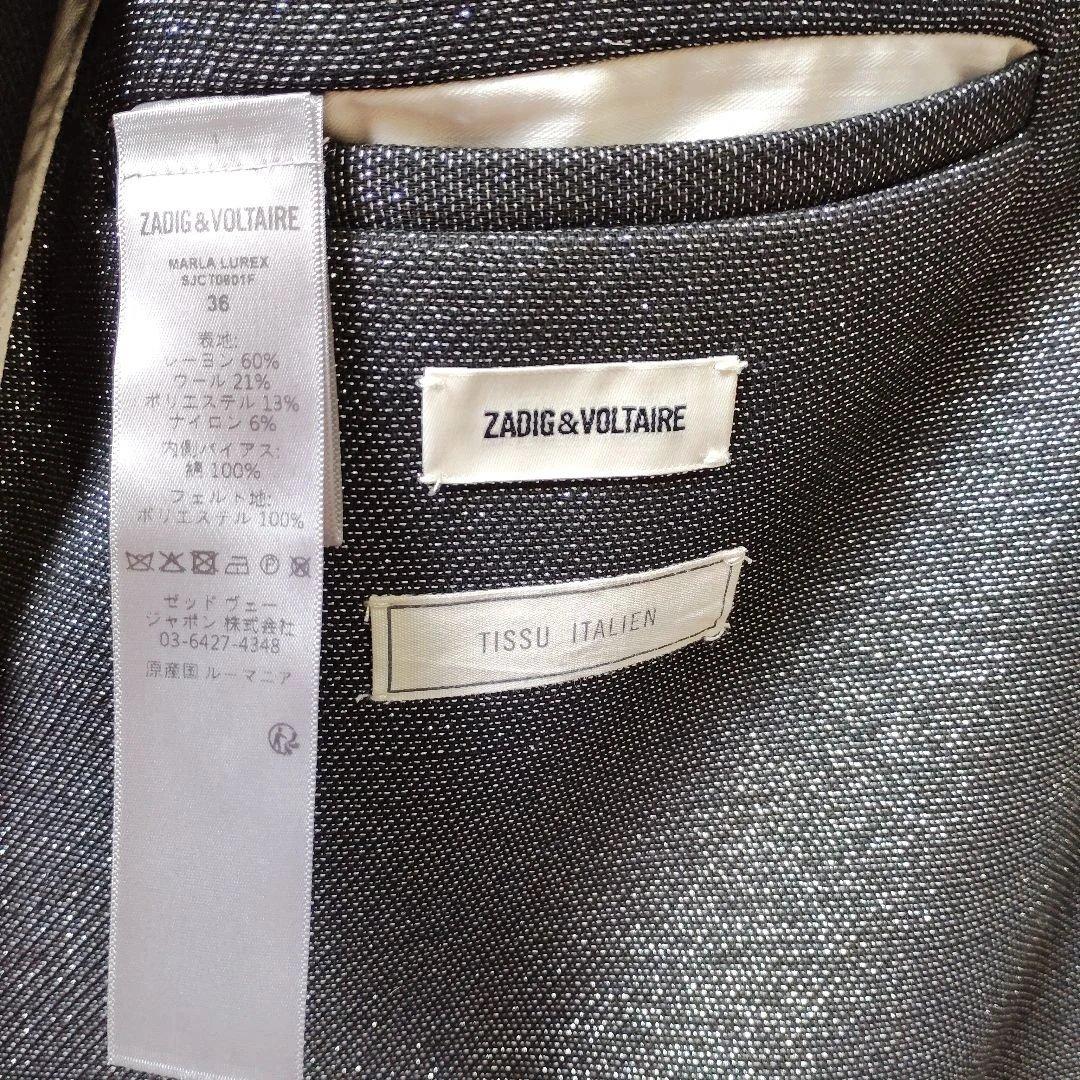 ZADIG&VOLTAIRE
MARLA LUREX
SJCT0601F
36
表地:
レーヨン 60%
ウール 21%
ポリエステル 13%
ナイロン 6%
内側バイアス:
綿 100%
フェルト地:
ポリエステル 100%
ゼッド ヴェー
ジャポン 株式会社
03-6427-4348
原産国 ルーマニア
ZADIG&VOLTAIRE
TISSU ITALIEN